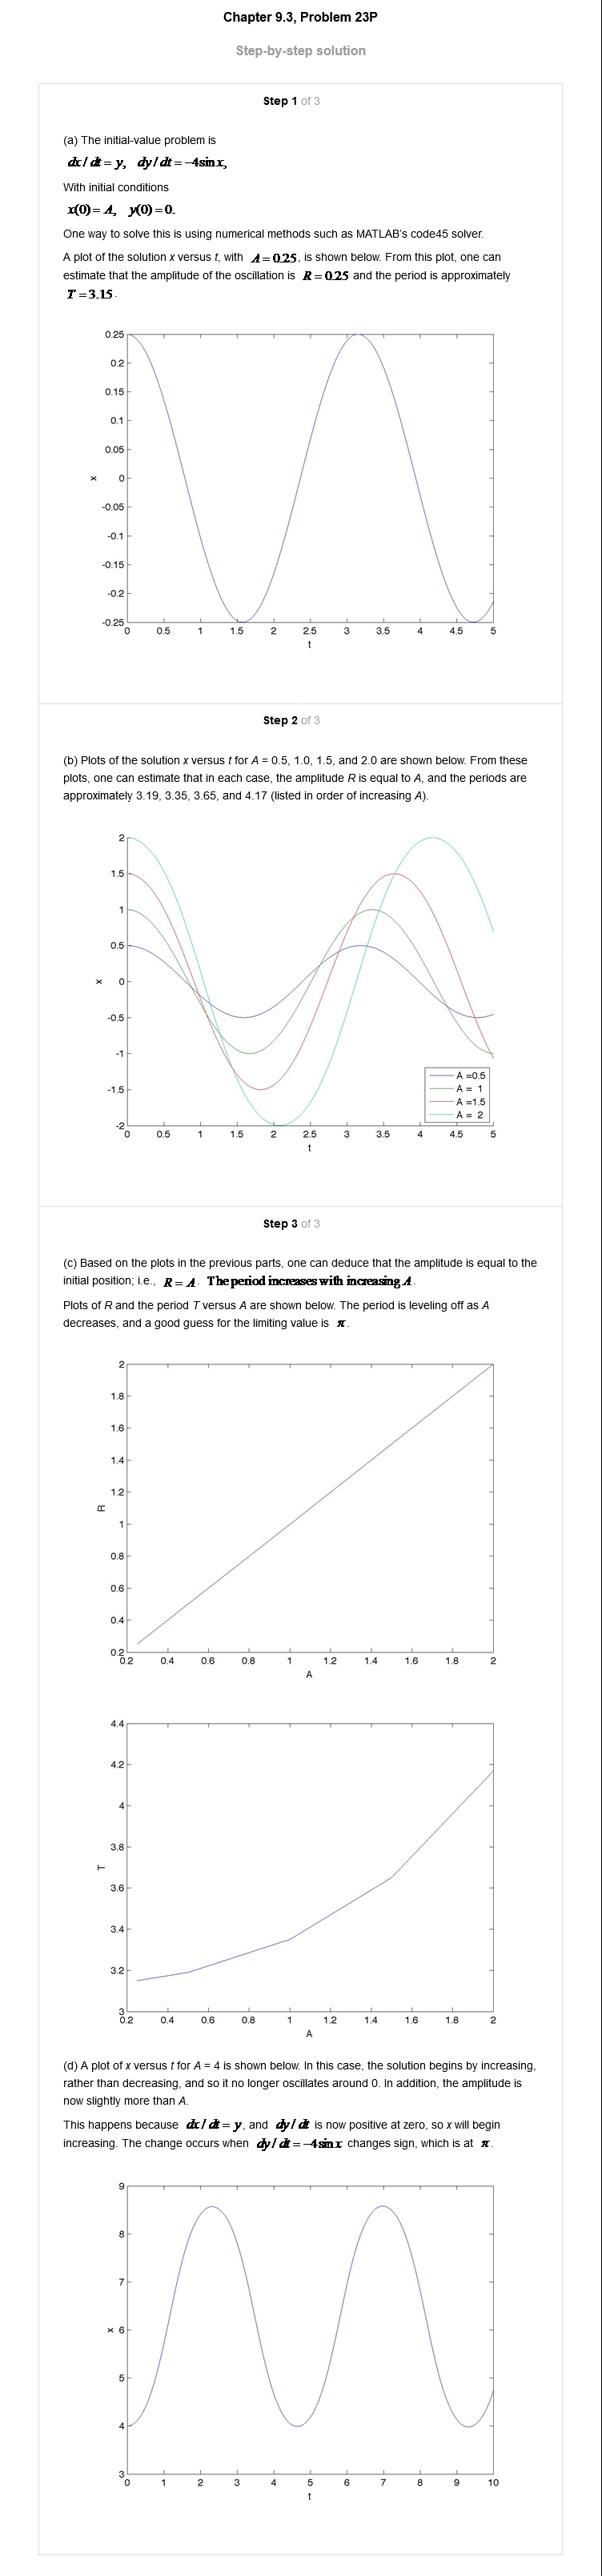 Chapter 9.3, Problem 23P
Step-by-step solution
Step 1 of 3
(a) The initial-value problem is
dx / dt = y,   dy / dt = −4sin x,
With initial conditions
x(0) = A,   y(0) = 0.
One way to solve this is using numerical methods such as MATLAB's code45 solver.
A plot of the solution x versus t, with A = 0.25, is shown below. From this plot, one can
estimate that the amplitude of the oscillation is R = 0.25 and the period is approximately
T = 3.15.
0.25
0.2
0.15
0.1
0.05
x
0
-0.05
-0.1
-0.15
-0.2
-0.25
0 0.5 1 1.5 2 2.5 3 3.5 4 4.5 5
t
Step 2 of 3
(b) Plots of the solution x versus t for A = 0.5, 1.0, 1.5, and 2.0 are shown below. From these
plots, one can estimate that in each case, the amplitude R is equal to A, and the periods are
approximately 3.19, 3.35, 3.65, and 4.17 (listed in order of increasing A).
2
1.5
1
0.5
x
0
-0.5
-1
-1.5
-2
A =0.5
A = 1
A =1.5
A = 2
0 0.5 1 1.5 2 2.5 3 3.5 4 4.5 5
t
Step 3 of 3
(c) Based on the plots in the previous parts, one can deduce that the amplitude is equal to the
initial position; i.e., R = A. The period increases with increasing A.
Plots of R and the period T versus A are shown below. The period is leveling off as A
decreases, and a good guess for the limiting value is π.
2
1.8
1.6
1.4
1.2
R
1
0.8
0.6
0.4
0.2
0.2 0.4 0.6 0.8 1 1.2 1.4 1.6 1.8 2
A
4.4
4.2
4
3.8
T
3.6
3.4
3.2
3
0.2 0.4 0.6 0.8 1 1.2 1.4 1.6 1.8 2
A
(d) A plot of x versus t for A = 4 is shown below. In this case, the solution begins by increasing,
rather than decreasing, and so it no longer oscillates around 0. In addition, the amplitude is
now slightly more than A.
This happens because dx / dt = y, and dy / dt is now positive at zero, so x will begin
increasing. The change occurs when dy / dt = −4sin x changes sign, which is at π.
9
8
7
x
6
5
4
3
0 1 2 3 4 5 6 7 8 9 10
t